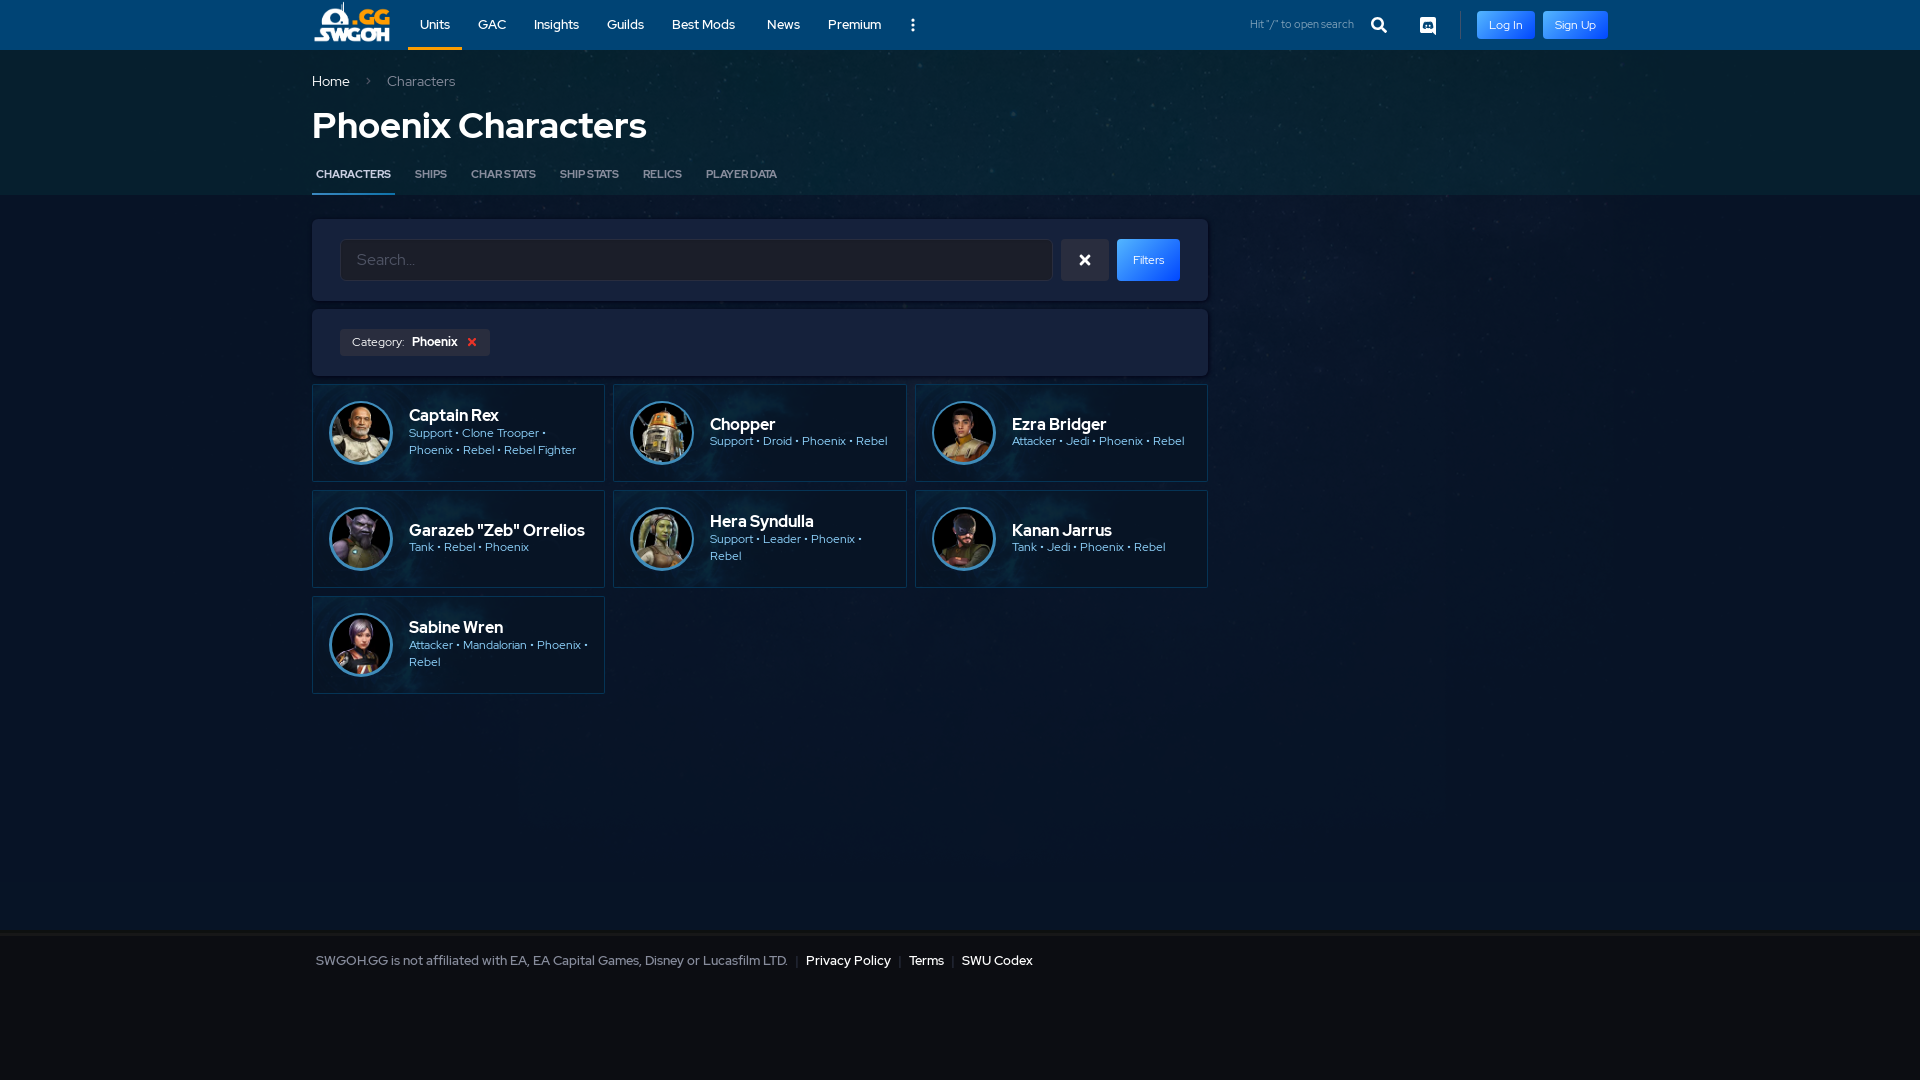 .GG
SWGOH
Units
GAC
Insights
Guilds
Best Mods
News
Premium
Hit "/" to open search
Log In
Sign Up
Home
Characters
Phoenix Characters
CHARACTERS
SHIPS
CHAR STATS
SHIP STATS
RELICS
PLAYER DATA
Search...
Filters
Category: Phoenix
Captain Rex
Support • Clone Trooper •
Phoenix • Rebel • Rebel Fighter
Chopper
Support • Droid • Phoenix • Rebel
Ezra Bridger
Attacker • Jedi • Phoenix • Rebel
Garazeb "Zeb" Orrelios
Tank • Rebel • Phoenix
Hera Syndulla
Support • Leader • Phoenix •
Rebel
Kanan Jarrus
Tank • Jedi • Phoenix • Rebel
Sabine Wren
Attacker • Mandalorian • Phoenix •
Rebel
SWGOH.GG is not affiliated with EA, EA Capital Games, Disney or Lucasfilm LTD. | Privacy Policy | Terms | SWU Codex